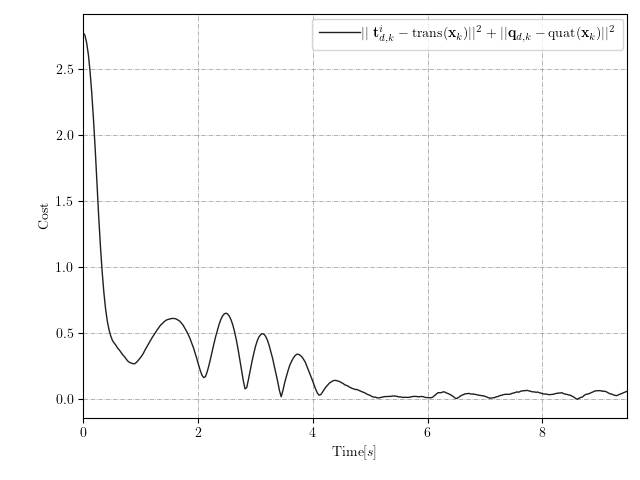 || t^i_{d,k} − trans(x_k)||^2 + ||q_{d,k} − quat(x_k)||^2
2.5
2.0
1.5
1.0
0.5
0.0
Cost
0 2 4 6 8
Time[s]